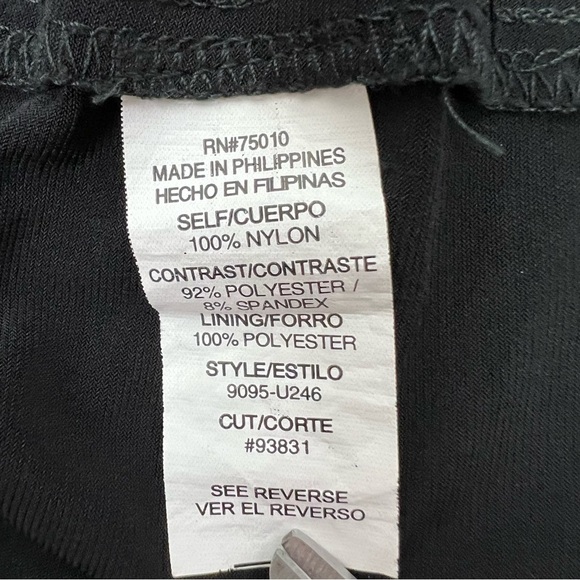 RN#75010
MADE IN PHILIPPINES
HECHO EN FILIPINAS
SELF/CUERPO
100% NYLON
CONTRAST/CONTRASTE
92% POLYESTER /
8% SPANDEX
LINING/FORRO
100% POLYESTER
STYLE/ESTILO
9095-U246
CUT/CORTE
#93831
SEE REVERSE
VER EL REVERSO